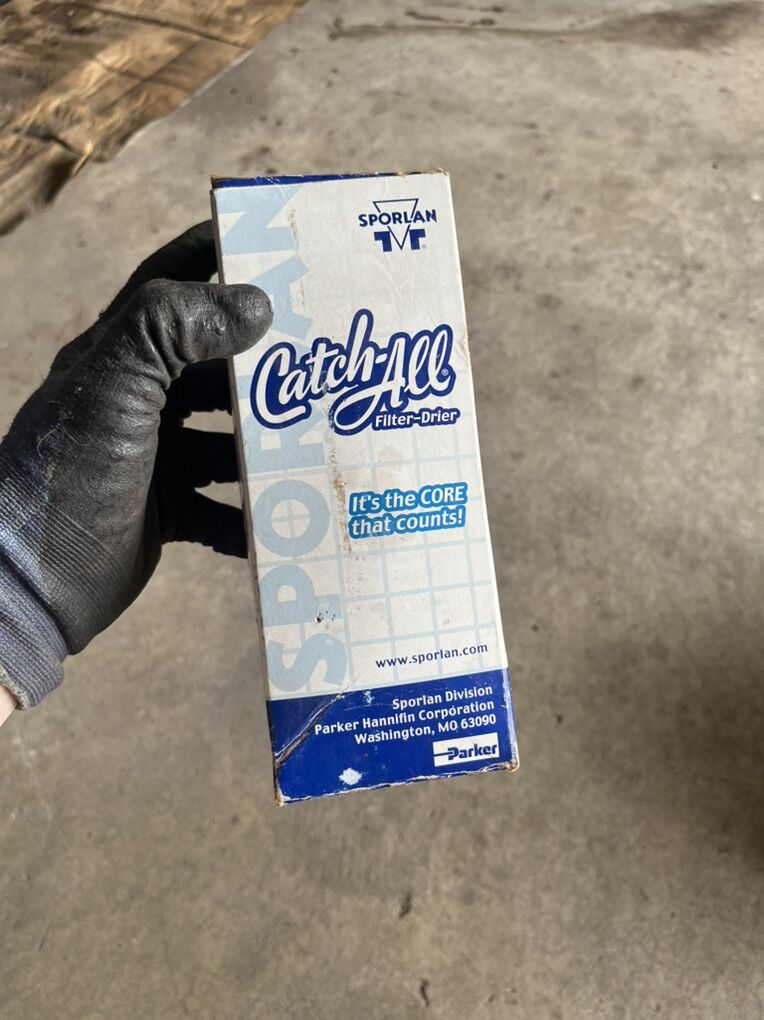 SPORLAN
SPORLAN
Catch-All®
Filter-Drier
It's the CORE
that counts!
www.sporlan.com
Sporlan Division
Parker Hannifin Corporation
Washington, MO 63090
Parker